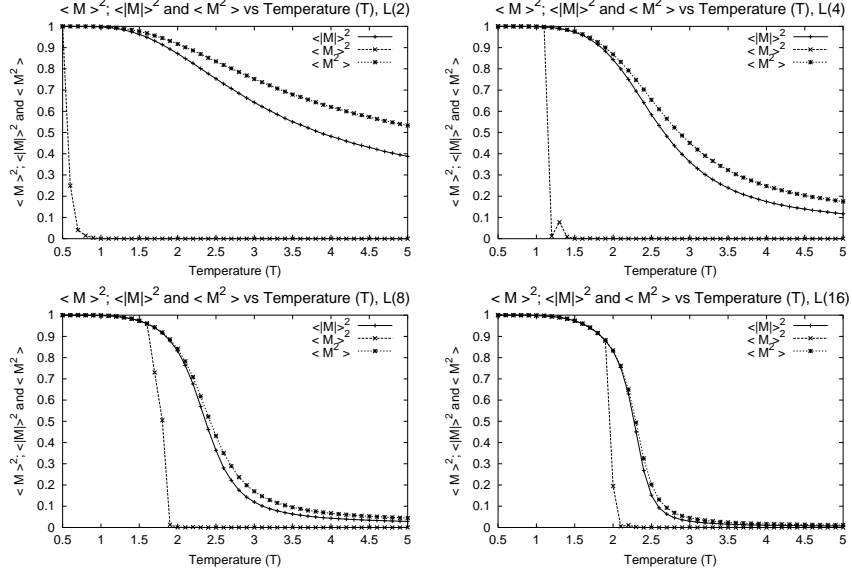 < M >²; <|M|>² and < M² > vs Temperature (T), L(2)
< M >²; <|M|>² and < M² >
1
0.9
0.8
0.7
0.6
0.5
0.4
0.3
0.2
0.1
0
<|M|>²
< M >²
< M² >
0.5 1 1.5 2 2.5 3 3.5 4 4.5 5
Temperature (T)
< M >²; <|M|>² and < M² > vs Temperature (T), L(4)
< M >²; <|M|>² and < M² >
1
0.9
0.8
0.7
0.6
0.5
0.4
0.3
0.2
0.1
0
<|M|>²
< M >²
< M² >
0.5 1 1.5 2 2.5 3 3.5 4 4.5 5
Temperature (T)
< M >²; <|M|>² and < M² > vs Temperature (T), L(8)
< M >²; <|M|>² and < M² >
1
0.9
0.8
0.7
0.6
0.5
0.4
0.3
0.2
0.1
0
<|M|>²
< M >²
< M² >
0.5 1 1.5 2 2.5 3 3.5 4 4.5 5
Temperature (T)
< M >²; <|M|>² and < M² > vs Temperature (T), L(16)
< M >²; <|M|>² and < M² >
1
0.9
0.8
0.7
0.6
0.5
0.4
0.3
0.2
0.1
0
<|M|>²
< M >²
< M² >
0.5 1 1.5 2 2.5 3 3.5 4 4.5 5
Temperature (T)